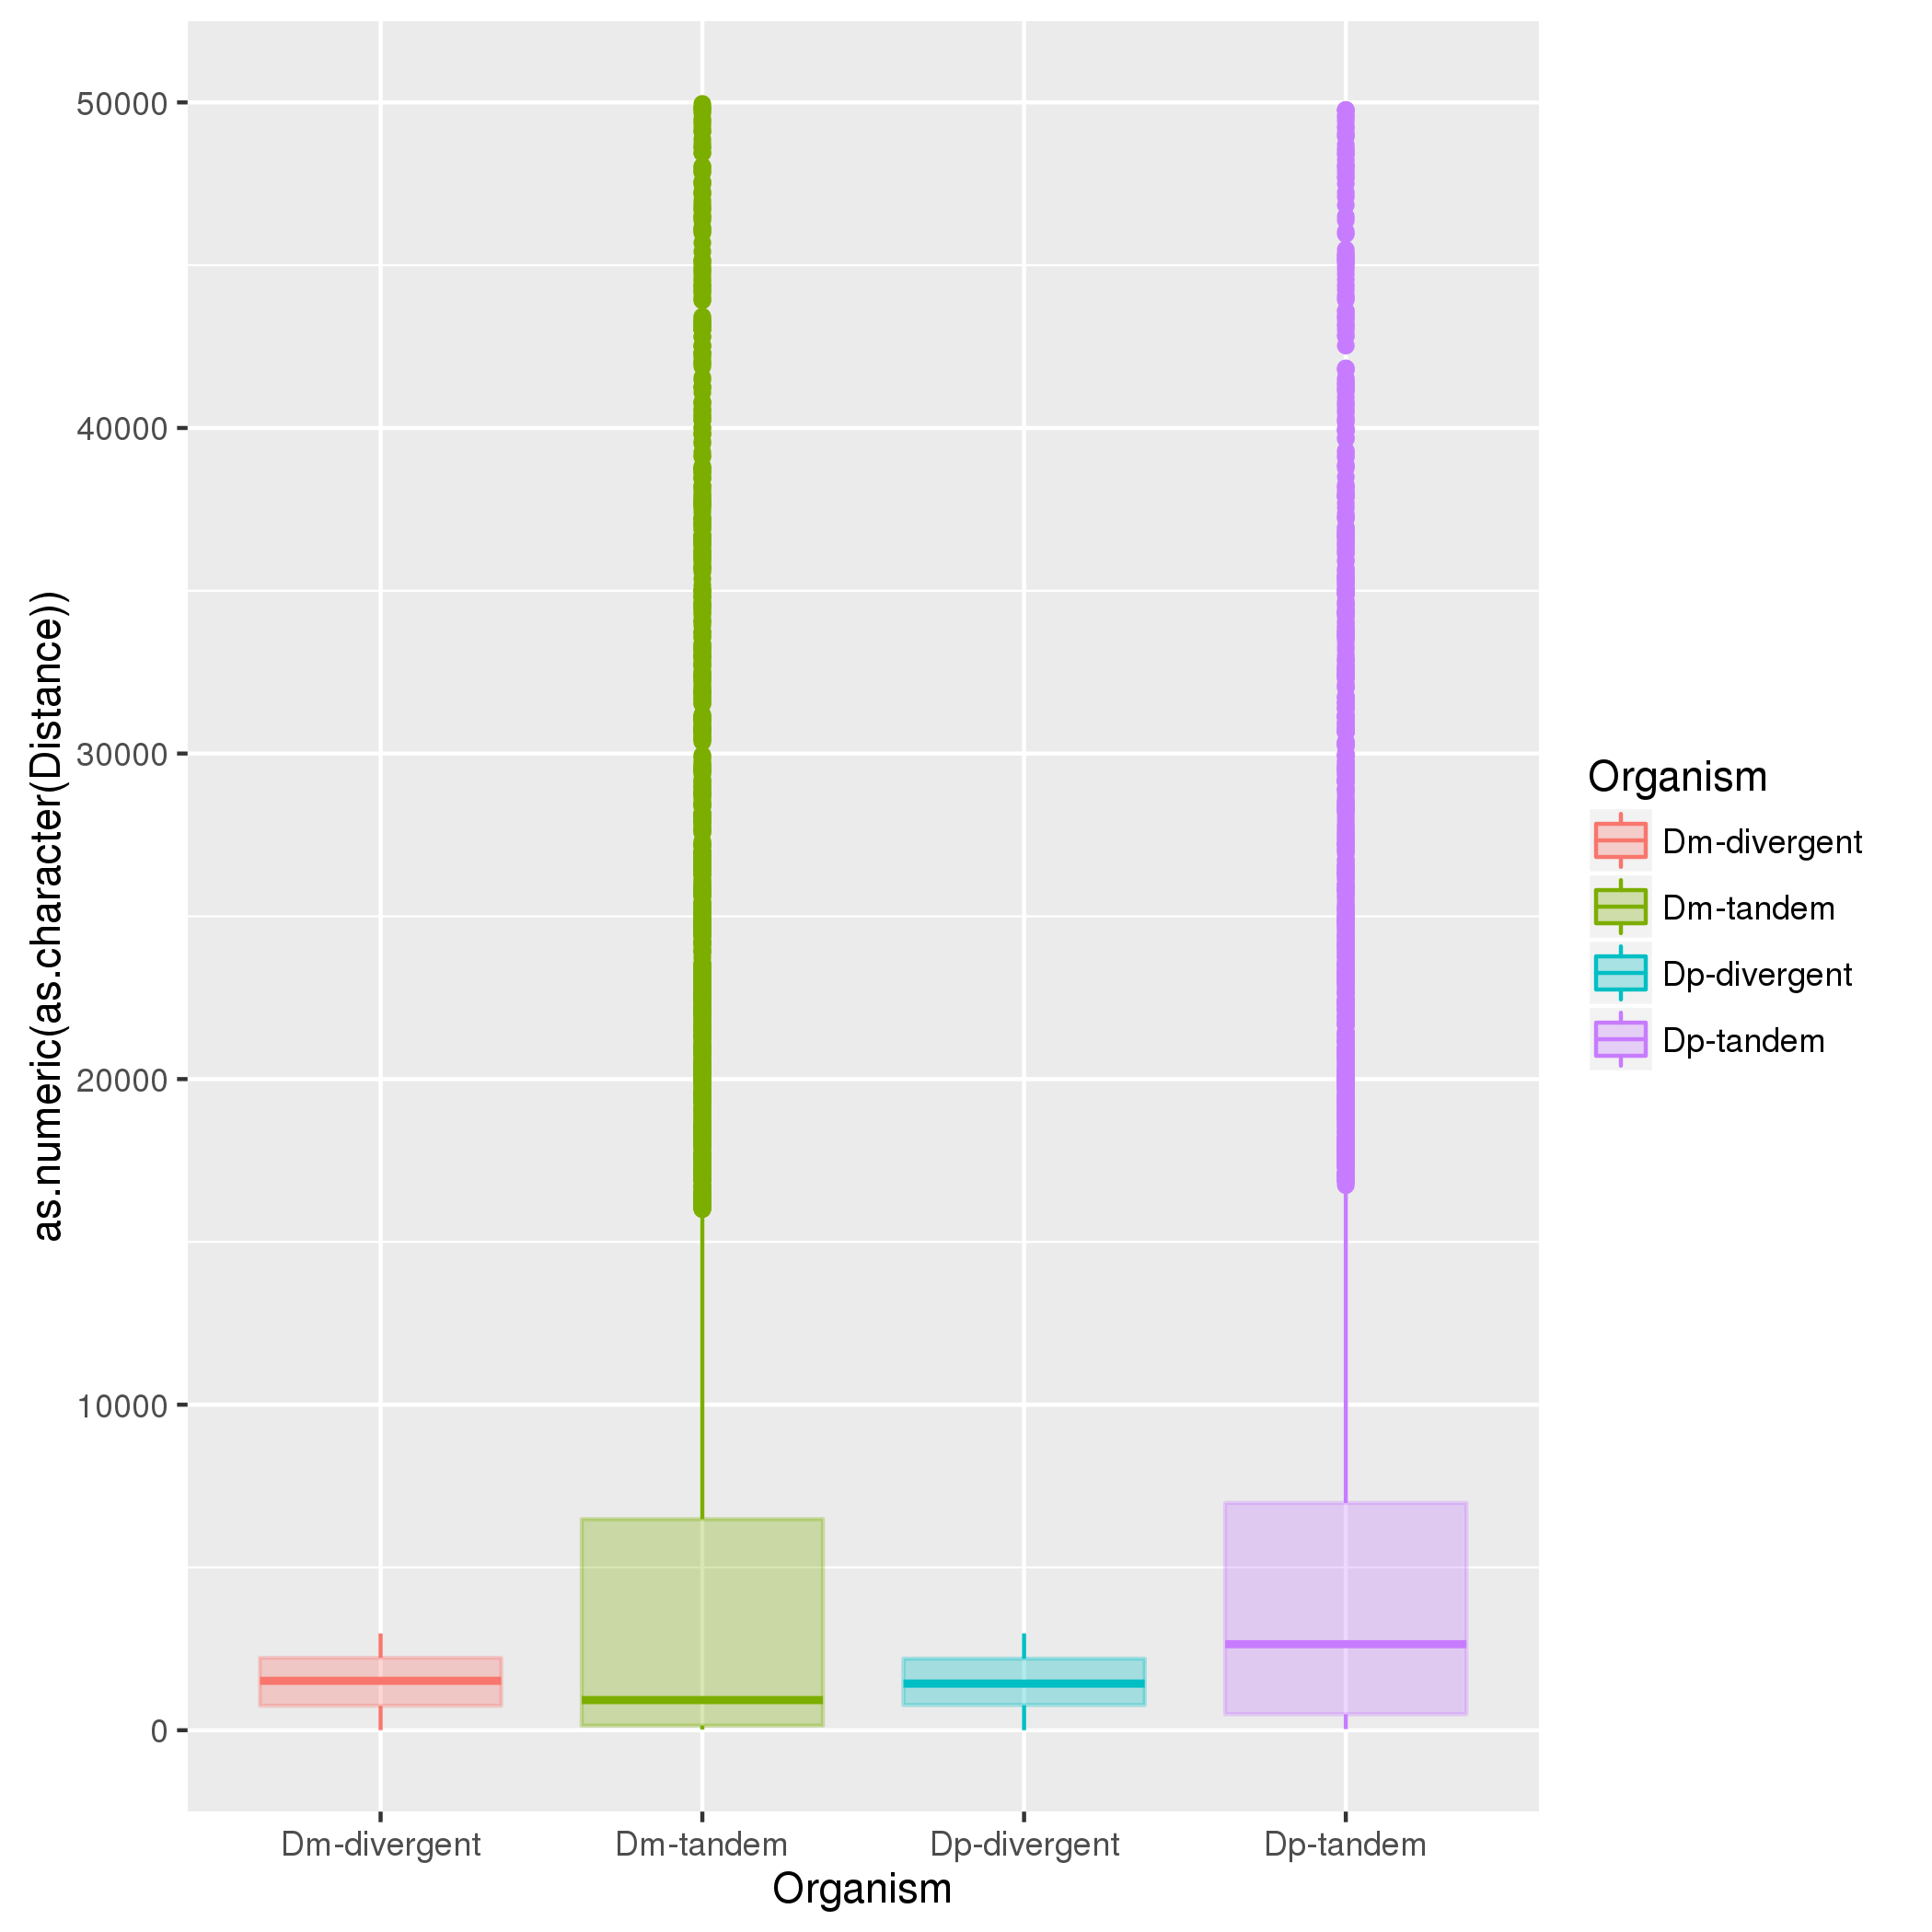 as.numeric(as.character(Distance))
50000
40000
30000
20000
10000
0
Dm-divergent
Dm-tandem
Dp-divergent
Dp-tandem
Organism
Organism
Dm-divergent
Dm-tandem
Dp-divergent
Dp-tandem